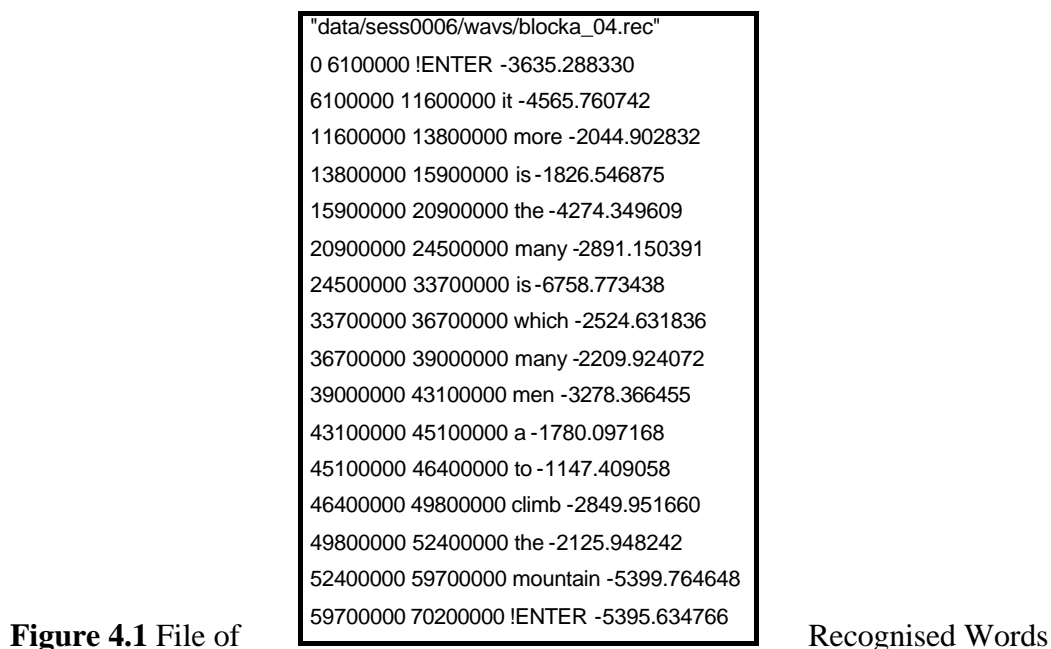 "data/sess0006/wavs/blocka_04.rec"
0 6100000 !ENTER -3635.288330
6100000 11600000 it -4565.760742
11600000 13800000 more -2044.902832
13800000 15900000 is -1826.546875
15900000 20900000 the -4274.349609
20900000 24500000 many -2891.150391
24500000 33700000 is -6758.773438
33700000 36700000 which -2524.631836
36700000 39000000 many -2209.924072
39000000 43100000 men -3278.366455
43100000 45100000 a -1780.097168
45100000 46400000 to -1147.409058
46400000 49800000 climb -2849.951660
49800000 52400000 the -2125.948242
52400000 59700000 mountain -5399.764648
59700000 70200000 !ENTER -5395.634766
Figure 4.1 File of Recognised Words